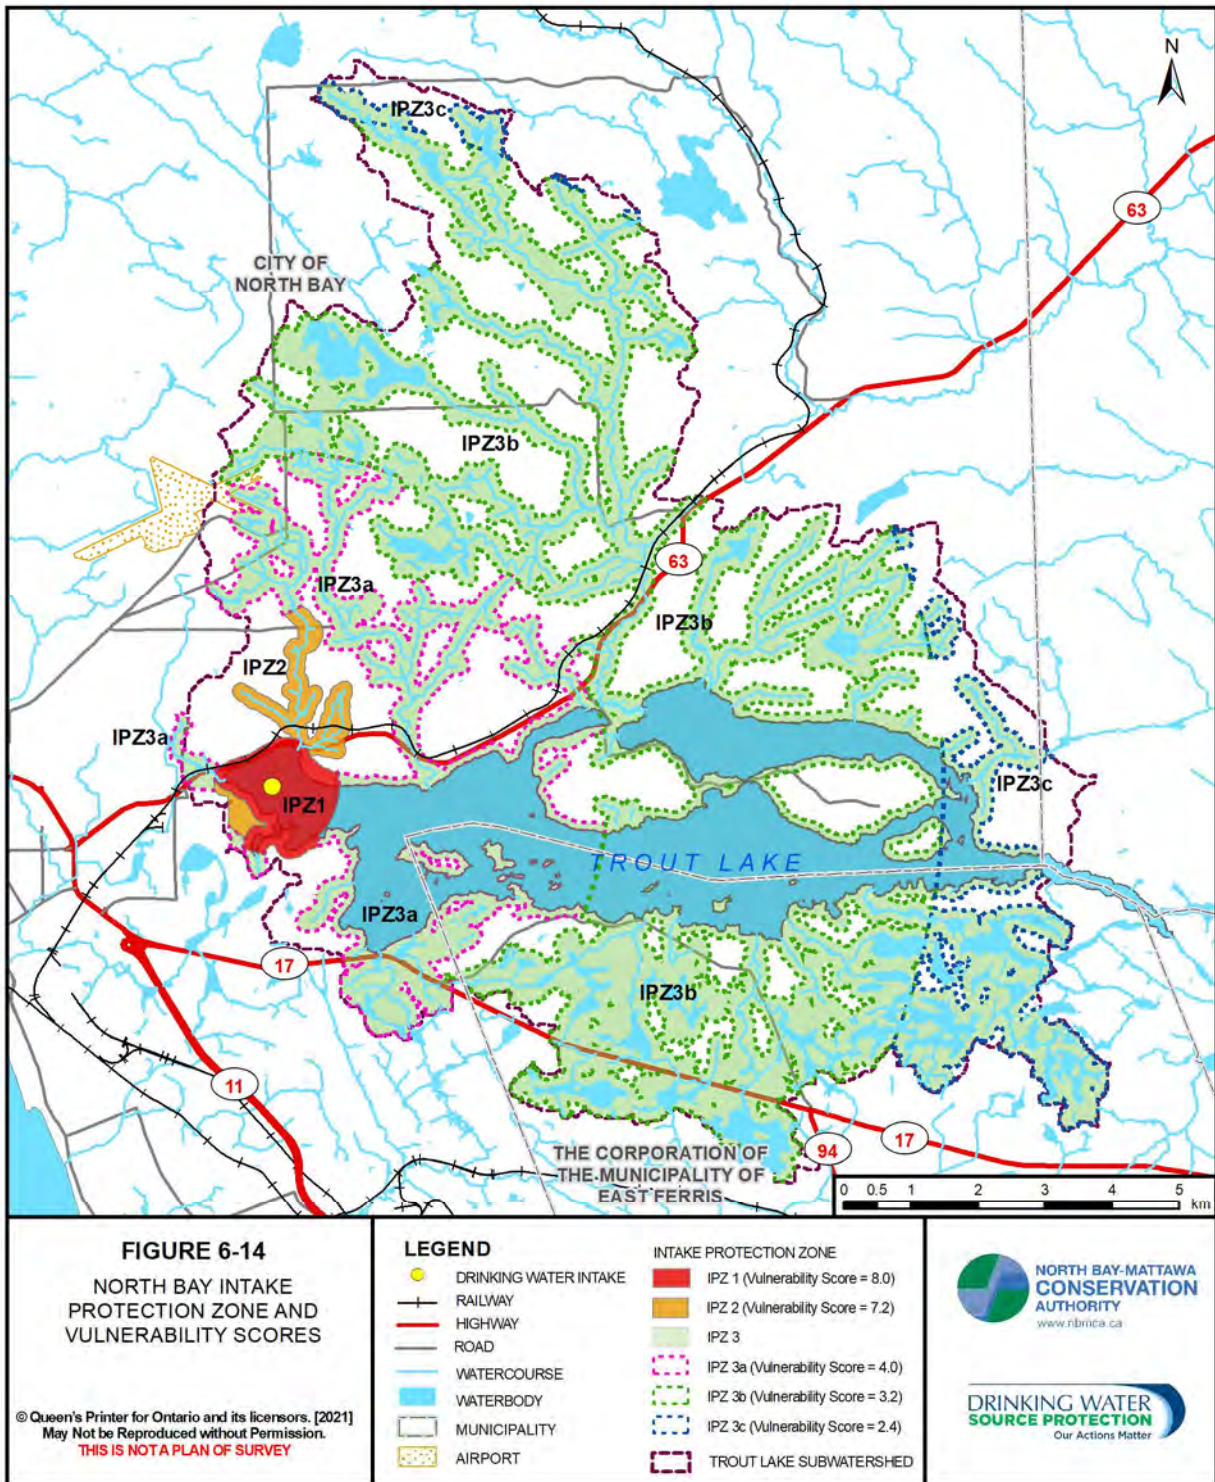 N
IPZ3c
63
CITY OF
NORTH BAY
IPZ3b
63
IPZ3a
IPZ3b
IPZ2
IPZ3a
IPZ3c
IPZ1
TROUT LAKE
IPZ3a
17
IPZ3b
11
17
94
THE CORPORATION OF
THE MUNICIPALITY OF
EAST FERRIS
0 0.5 1 2 3 4 5
km
FIGURE 6-14
NORTH BAY INTAKE
PROTECTION ZONE AND
VULNERABILITY SCORES
© Queen's Printer for Ontario and its licensors. [2021]
May Not be Reproduced without Permission.
THIS IS NOT A PLAN OF SURVEY
LEGEND
DRINKING WATER INTAKE
RAILWAY
HIGHWAY
ROAD
WATERCOURSE
WATERBODY
MUNICIPALITY
AIRPORT
INTAKE PROTECTION ZONE
IPZ 1 (Vulnerability Score = 8.0)
IPZ 2 (Vulnerability Score = 7.2)
IPZ 3
IPZ 3a (Vulnerability Score = 4.0)
IPZ 3b (Vulnerability Score = 3.2)
IPZ 3c (Vulnerability Score = 2.4)
TROUT LAKE SUBWATERSHED
NORTH BAY-MATTAWA
CONSERVATION
AUTHORITY
www.nbmca.ca
DRINKING WATER
SOURCE PROTECTION
Our Actions Matter